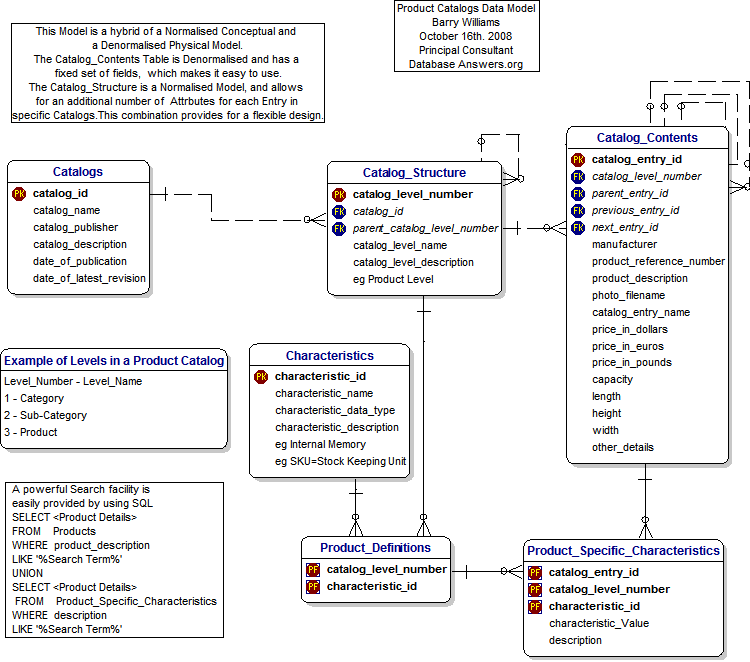 This Model is a hybrid of a Normalised Conceptual and
a Denormalised Physical Model.
The Catalog_Contents Table is Denormalised and has a
fixed set of fields, which makes it easy to use.
The Catalog_Structure is a Normalised Model, and allows
for an additional number of Attrbutes for each Entry in
specific Catalogs.This combination provides for a flexible design.
Product Catalogs Data Model
Barry Williams
October 16th. 2008
Principal Consultant
Database Answers.org
Catalogs
PK catalog_id
catalog_name
catalog_publisher
catalog_description
date_of_publication
date_of_latest_revision
Catalog_Structure
PK catalog_level_number
FK catalog_id
FK parent_catalog_level_number
catalog_level_name
catalog_level_description
eg Product Level
Catalog_Contents
PK catalog_entry_id
FK catalog_level_number
FK parent_entry_id
FK previous_entry_id
FK next_entry_id
manufacturer
product_reference_number
product_description
photo_filename
catalog_entry_name
price_in_dollars
price_in_euros
price_in_pounds
capacity
length
height
width
other_details
Example of Levels in a Product Catalog
Level_Number - Level_Name
1 - Category
2 - Sub-Category
3 - Product
Characteristics
PK characteristic_id
characteristic_name
characteristic_data_type
characteristic_description
eg Internal Memory
eg SKU=Stock Keeping Unit
A powerful Search facility is
easily provided by using SQL
SELECT <Product Details>
FROM Products
WHERE product_description
LIKE '%Search Term%'
UNION
SELECT <Product Details>
FROM Product_Specific_Characteristics
WHERE description
LIKE '%Search Term%'
Product_Definitions
PF catalog_level_number
PF characteristic_id
Product_Specific_Characteristics
PF catalog_entry_id
PF catalog_level_number
PF characteristic_id
characteristic_Value
description